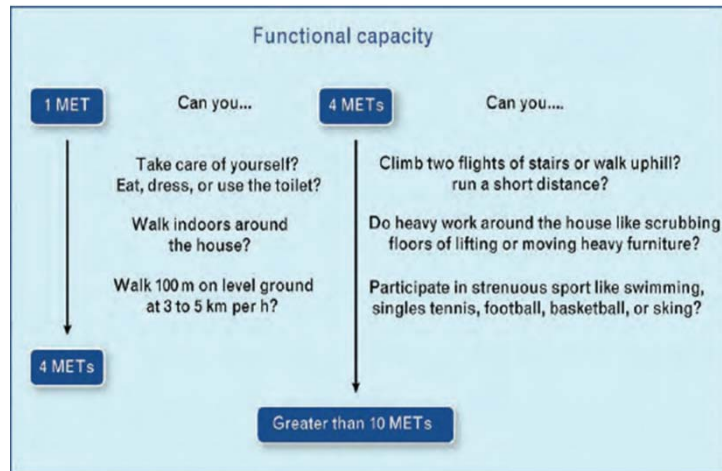 Functional capacity
1 MET
Can you...
Take care of yourself?
Eat, dress, or use the toilet?
Walk indoors around
the house?
Walk 100 m on level ground
at 3 to 5 km per h?
4 METs
4 METs
Can you....
Climb two flights of stairs or walk uphill?
run a short distance?
Do heavy work around the house like scrubbing
floors of lifting or moving heavy furniture?
Participate in strenuous sport like swimming,
singles tennis, football, basketball, or sking?
Greater than 10 METs